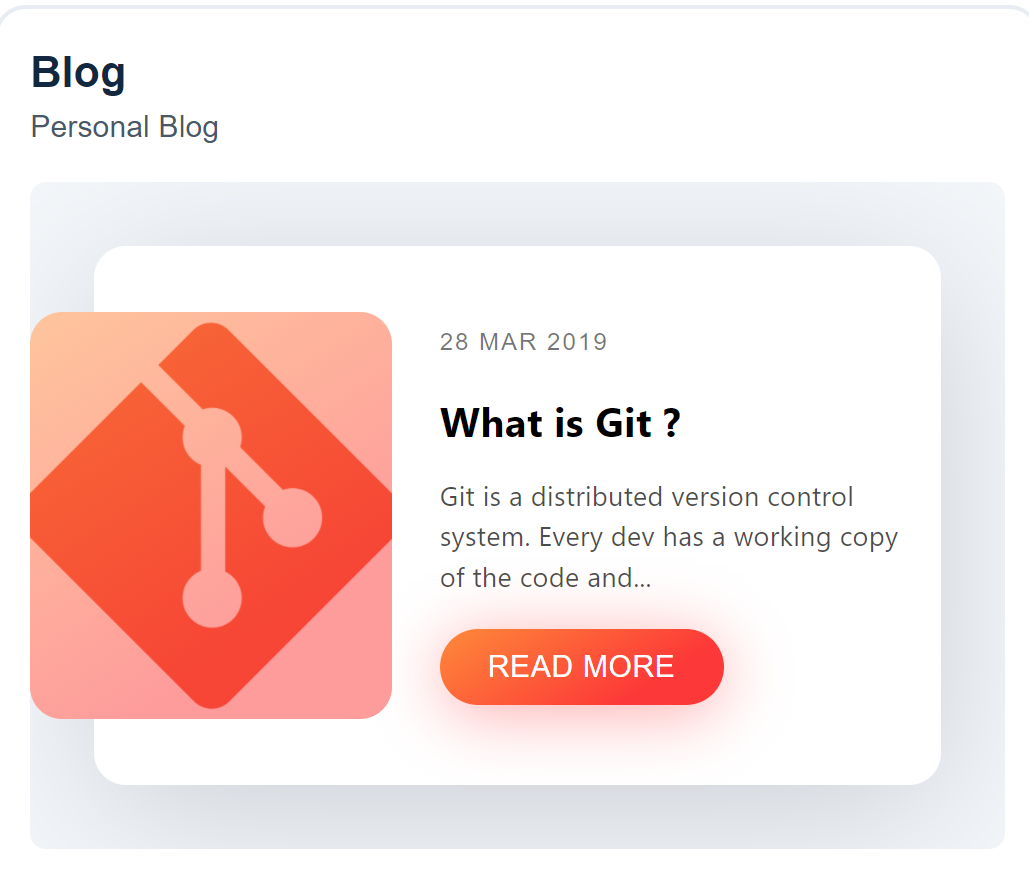 Blog
Personal Blog
28 MAR 2019
What is Git ?
Git is a distributed version control
system. Every dev has a working copy
of the code and...
READ MORE